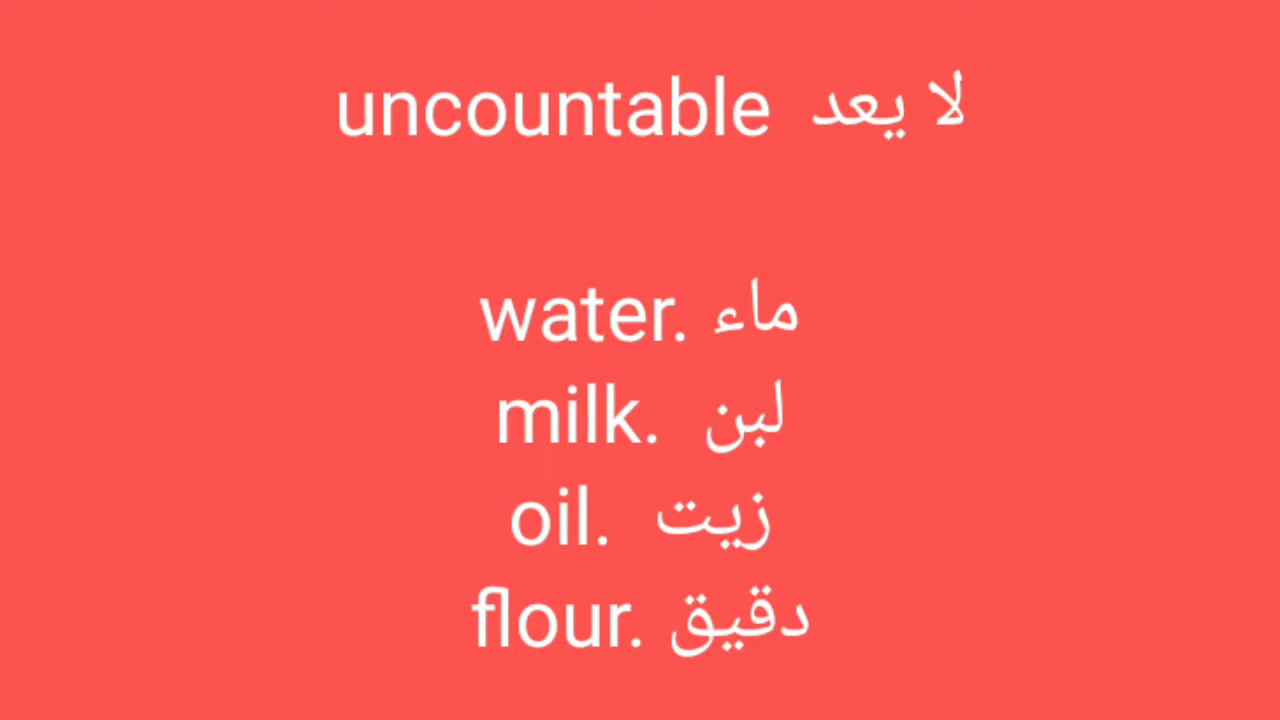 uncountable لا يعد
water. ماء
milk. لبن
oil. زيت
flour. دقيق